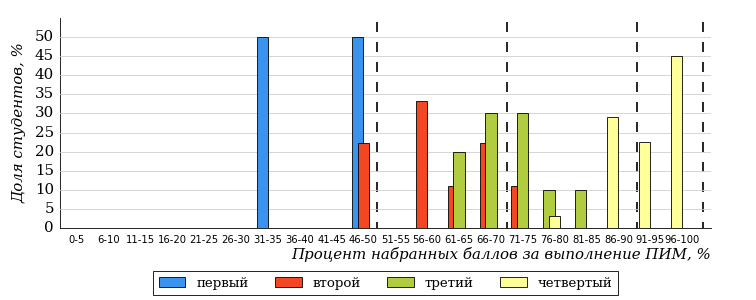 Доля студентов, %
50
45
40
35
30
25
20
15
10
5
0
0-5 6-10 11-15 16-20 21-25 26-30 31-35 36-40 41-45 46-50 51-55 56-60 61-65 66-70 71-75 76-80 81-85 86-90 91-95 96-100
Процент набранных баллов за выполнение ПИМ, %
первый второй третий четвертый